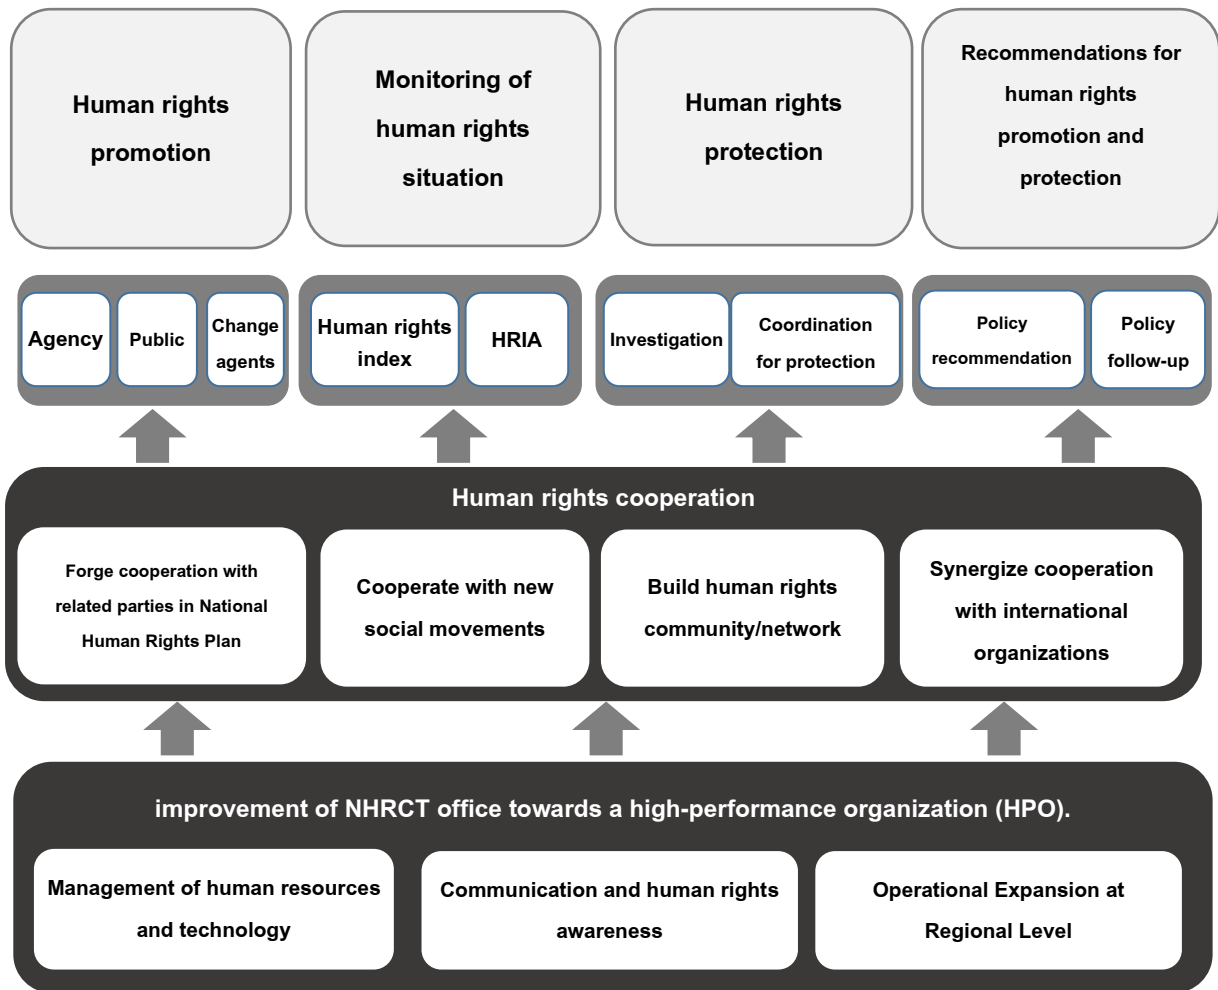 Human rights
promotion
Monitoring of
human rights
situation
Human rights
protection
Recommendations for
human rights
promotion and
protection
Agency
Public
Change
agents
Human rights
index
HRIA
Investigation
Coordination
for protection
Policy
recommendation
Policy
follow-up
Human rights cooperation
Forge cooperation with
related parties in National
Human Rights Plan
Cooperate with new
social movements
Build human rights
community/network
Synergize cooperation
with international
organizations
improvement of NHRCT office towards a high-performance organization (HPO).
Management of human resources
and technology
Communication and human rights
awareness
Operational Expansion at
Regional Level